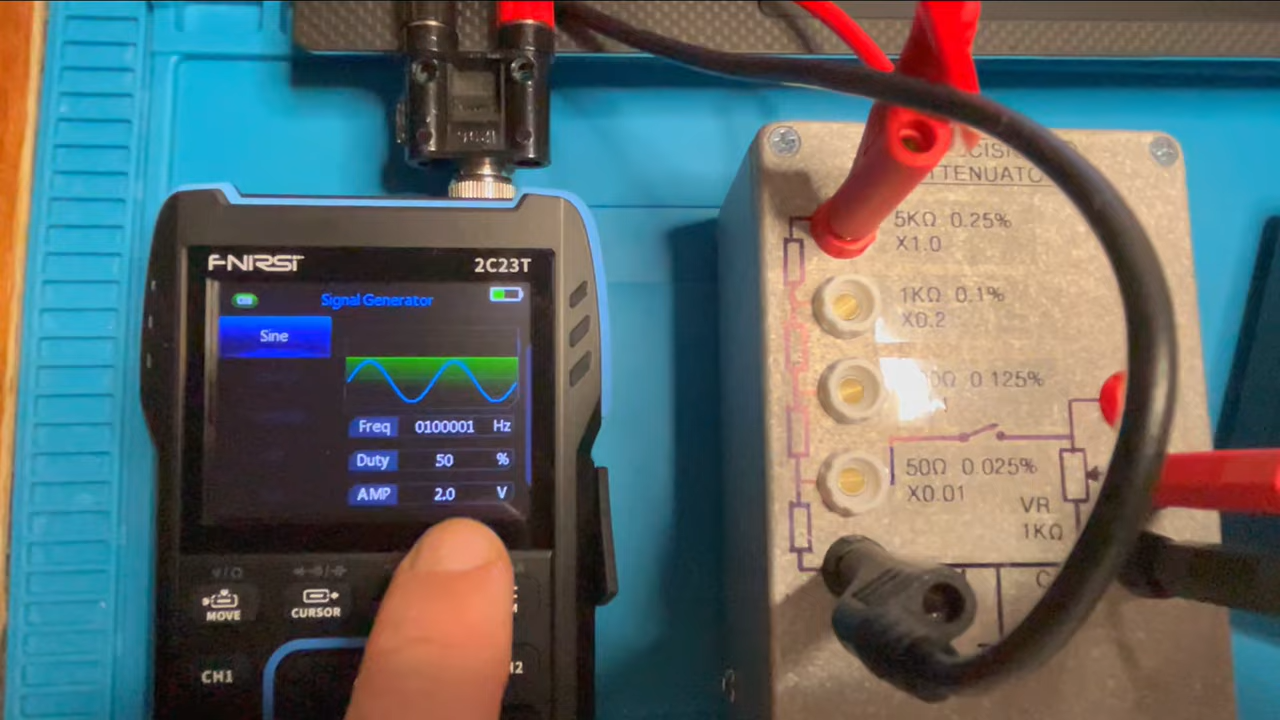 FNIRSI
2C23T
ON
Signal Generator
Sine
Freq 0100001 Hz
Duty 50 %
AMP 2.0 V
MOVE
CURSOR
CH1
5KΩ 0.25%
X1.0
1KΩ 0.1%
X0.2
0.125%
50Ω 0.025%
X0.01
VR
1KΩ